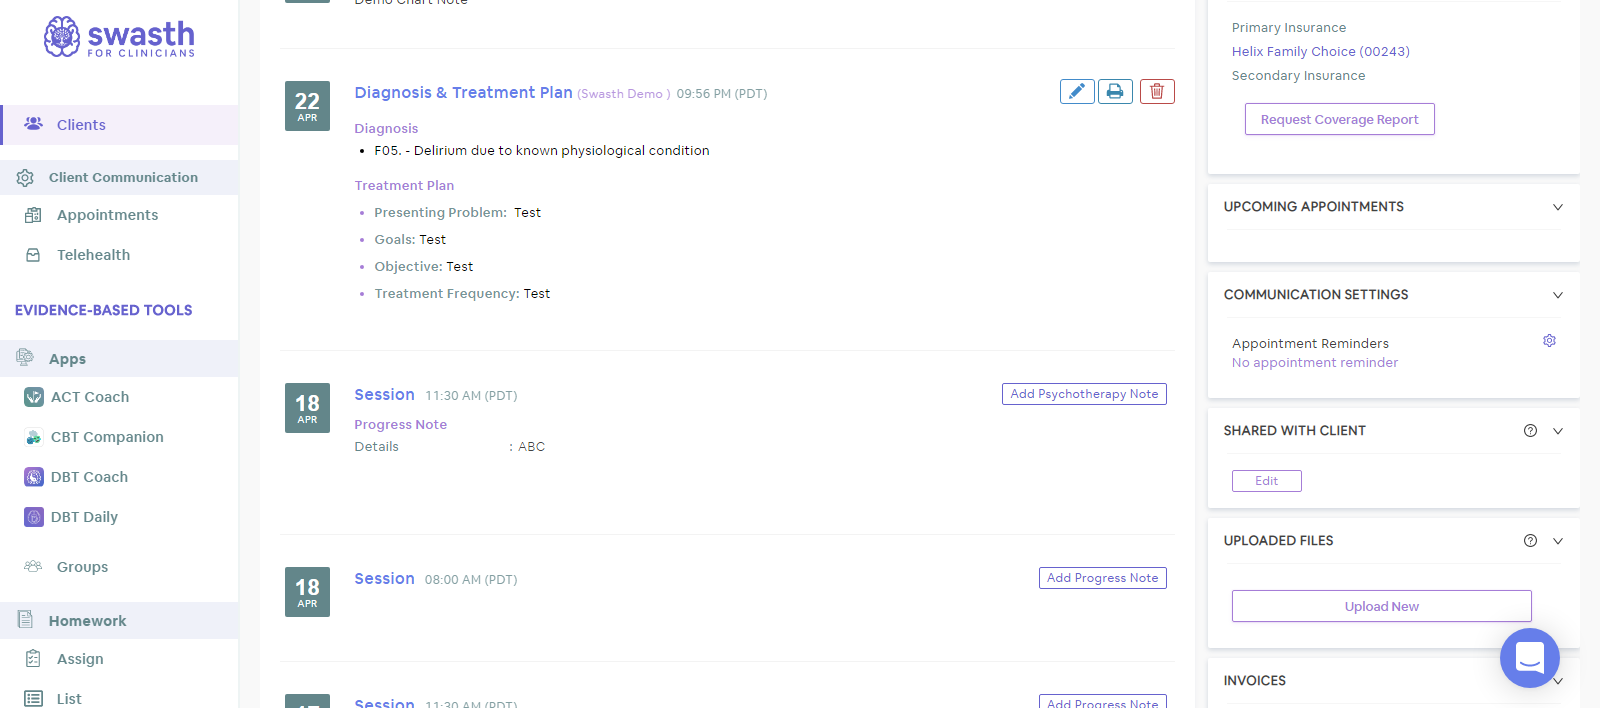 swasth
FOR CLINICIANS
Clients
Client Communication
Appointments
Telehealth
EVIDENCE-BASED TOOLS
Apps
ACT Coach
CBT Companion
DBT Coach
DBT Daily
Groups
Homework
Assign
List
Demo Chart Note
22
APR
Diagnosis & Treatment Plan (Swasth Demo ) 09:56 PM (PDT)
Diagnosis
• F05. - Delirium due to known physiological condition
Treatment Plan
• Presenting Problem: Test
• Goals: Test
• Objective: Test
• Treatment Frequency: Test
18
APR
Session 11:30 AM (PDT)
Add Psychotherapy Note
Progress Note
Details : ABC
18
APR
Session 08:00 AM (PDT)
Add Progress Note
17
Session 11:30 AM (PDT)
Add Progress Note
Primary Insurance
Helix Family Choice (00243)
Secondary Insurance
Request Coverage Report
UPCOMING APPOINTMENTS
COMMUNICATION SETTINGS
Appointment Reminders
No appointment reminder
SHARED WITH CLIENT
Edit
UPLOADED FILES
Upload New
INVOICES